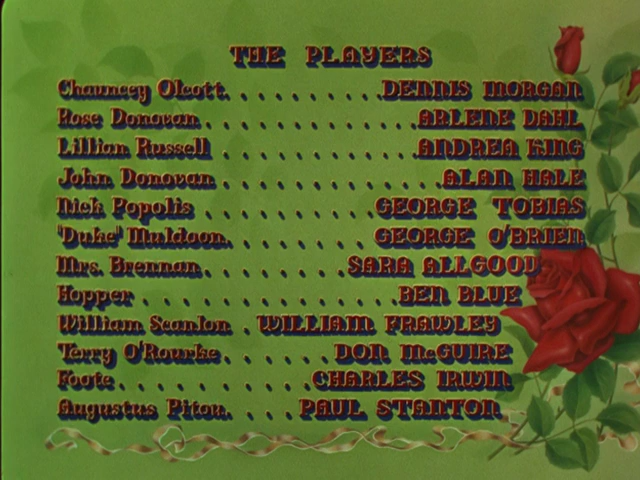 THE PLAYERS
Chauncey Olcott. . . . . . . . . . DENNIS MORGAN
Rose Donovan. . . . . . . . . . . ARLENE DAHL
Lillian Russell . . . . . . . . . . . ANDREA KING
John Donovan . . . . . . . . . . . . ALAN HALE
Nick Popolis . . . . . . . . . GEORGE TOBIAS
"Duke" Muldoon. . . . . . . . GEORGE O'BRIEN
Mrs. Brennan. . . . . . . . SARA ALLGOOD
Hopper . . . . . . . . . . . . . BEN BLUE
William Scanlon . WILLIAM FRAWLEY
Terry O'Rourke . . . . . . DON McGUIRE
Foote. . . . . . . . . . CHARLES IRWIN
Augustus Pitou. . . . PAUL STANTON